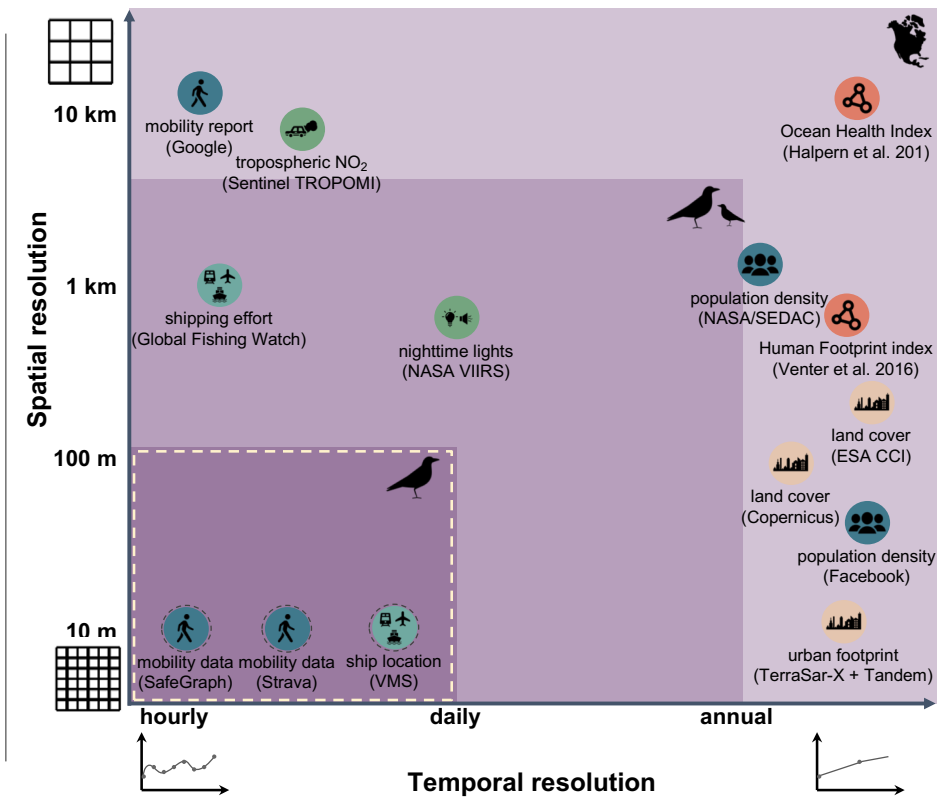 10 km
mobility report
(Google)
tropospheric NO₂
(Sentinel TROPOMI)
Ocean Health Index
(Halpern et al. 201)
Spatial resolution
1 km
shipping effort
(Global Fishing Watch)
nighttime lights
(NASA VIIRS)
population density
(NASA/SEDAC)
Human Footprint index
(Venter et al. 2016)
land cover
(ESA CCI)
100 m
land cover
(Copernicus)
population density
(Facebook)
10 m
mobility data
(SafeGraph)
mobility data
(Strava)
ship location
(VMS)
urban footprint
(TerraSar-X + Tandem)
hourly
daily
annual
Temporal resolution